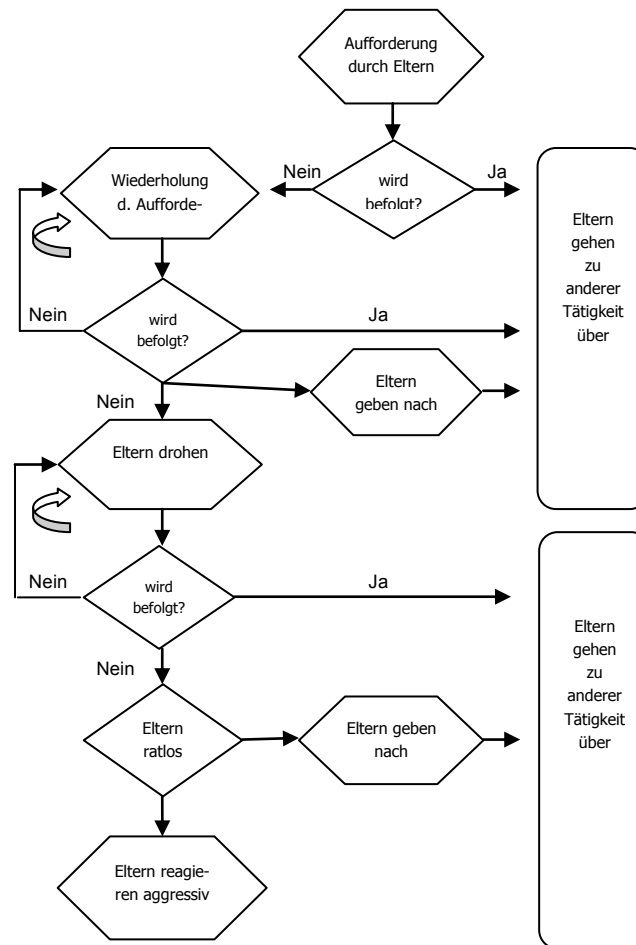 Aufforderung
durch Eltern
Nein
Ja
Wiederholung
d. Aufforde-
wird
befolgt?
Eltern
gehen
zu
anderer
Tätigkeit
über
Nein
wird
befolgt?
Ja
Eltern
geben nach
Nein
Eltern drohen
Nein
wird
befolgt?
Ja
Eltern
gehen
zu
anderer
Tätigkeit
über
Nein
Eltern
ratlos
Eltern geben
nach
Eltern reagie-
ren aggressiv